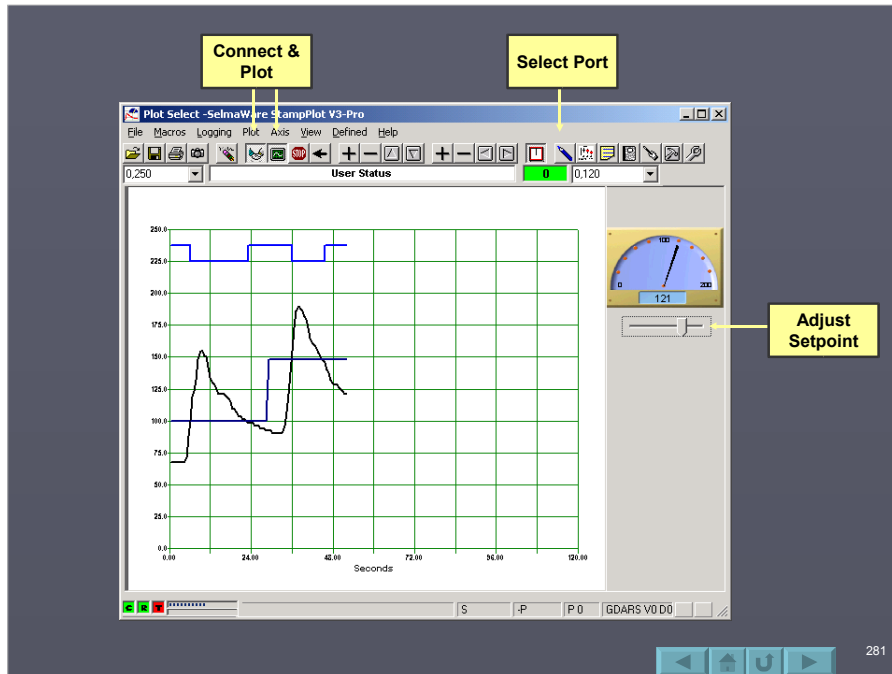 Connect &
Plot
Select Port
Plot Select -SelmaWare StampPlot V3-Pro
File Macros Logging Plot Axis View Defined Help
STOP
0,250 User Status 0 0,120
250.0
225.0
200.0
175.0
150.0
125.0
100.0
75.0
50.0
25.0
0.0
0.00 24.00 48.00 72.00 96.00 120.00
Seconds
0 100 200
121
Adjust
Setpoint
C R T S -P P 0 GDARS V0 D0
281